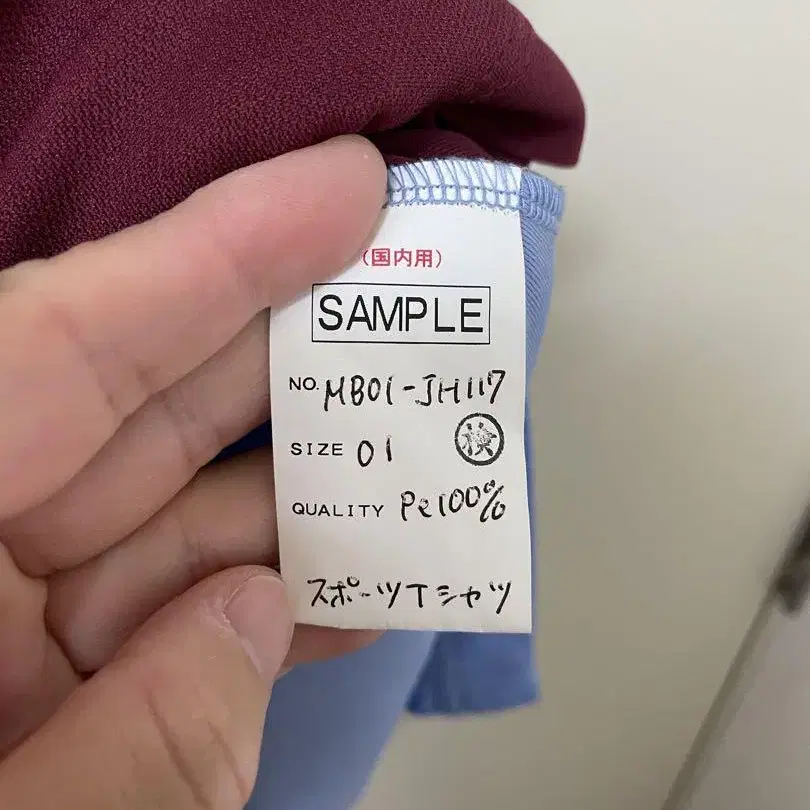 (国内用)
SAMPLE
NO. MB01-JH117
SIZE 01 検
QUALITY Pe100%
スポーツTシャツ